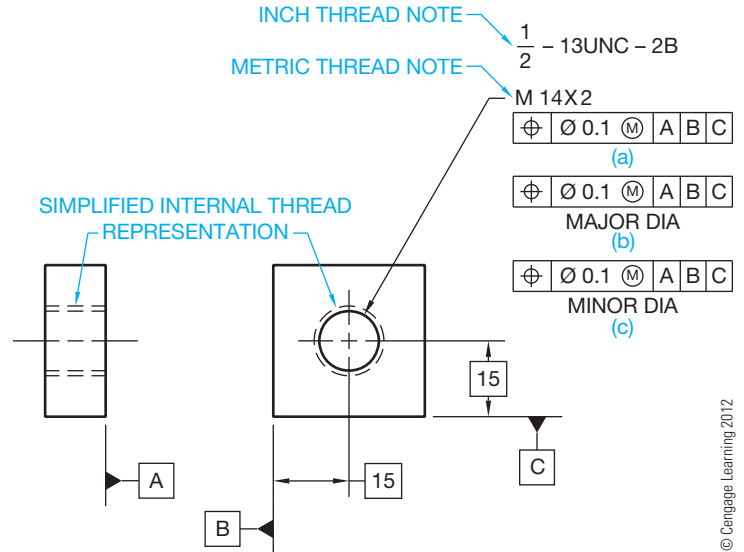 INCH THREAD NOTE
1/2 – 13UNC – 2B
METRIC THREAD NOTE
M 14X2
⌖ Ø 0.1 Ⓜ A B C
(a)
⌖ Ø 0.1 Ⓜ A B C
MAJOR DIA
(b)
⌖ Ø 0.1 Ⓜ A B C
MINOR DIA
(c)
SIMPLIFIED INTERNAL THREAD
REPRESENTATION
15
A
15
C
B
© Cengage Learning 2012